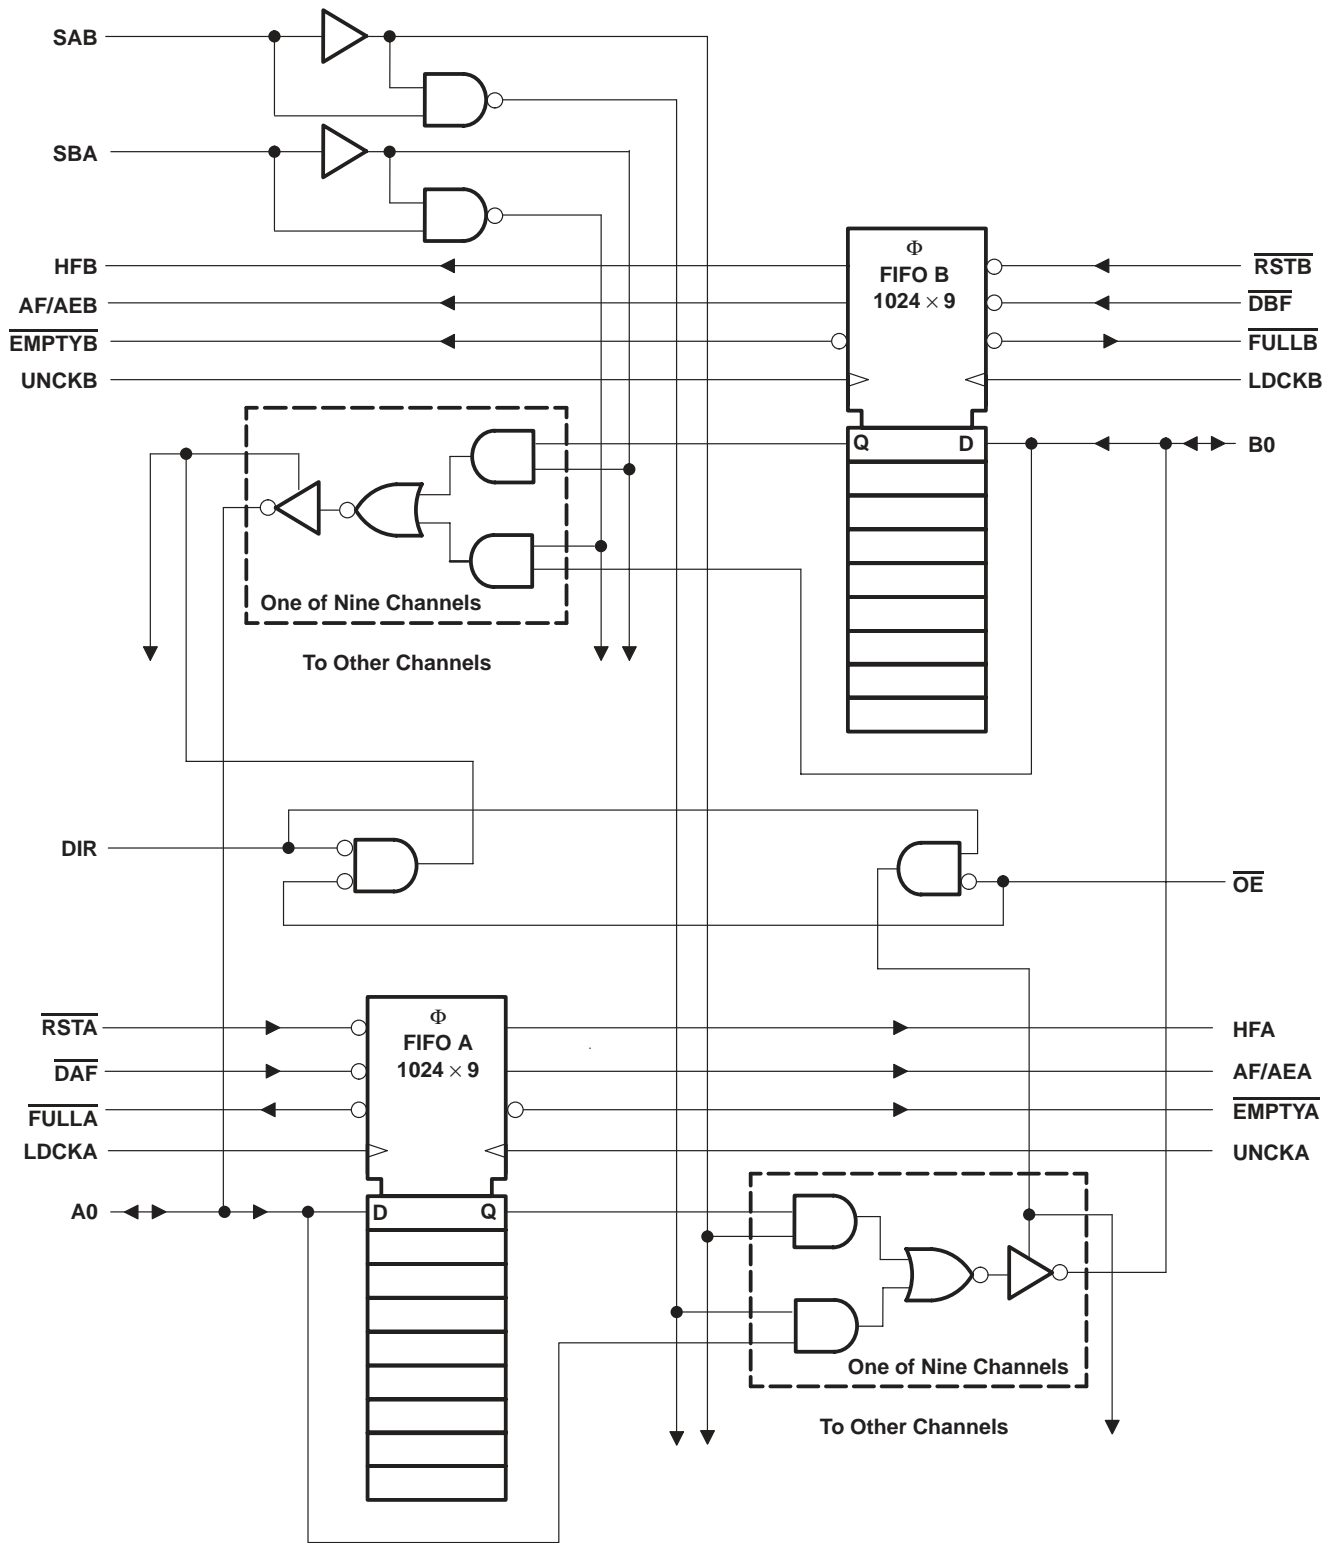 SAB
SBA
HFB
AF/AEB
EMPTYB
UNCKB
Φ
FIFO B
1024 × 9
RSTB
DBF
FULLB
LDCKB
Q D
B0
One of Nine Channels
To Other Channels
DIR
OE
RSTA
DAF
FULLA
LDCKA
A0
Φ
FIFO A
1024 × 9
D Q
HFA
AF/AEA
EMPTYA
UNCKA
One of Nine Channels
To Other Channels